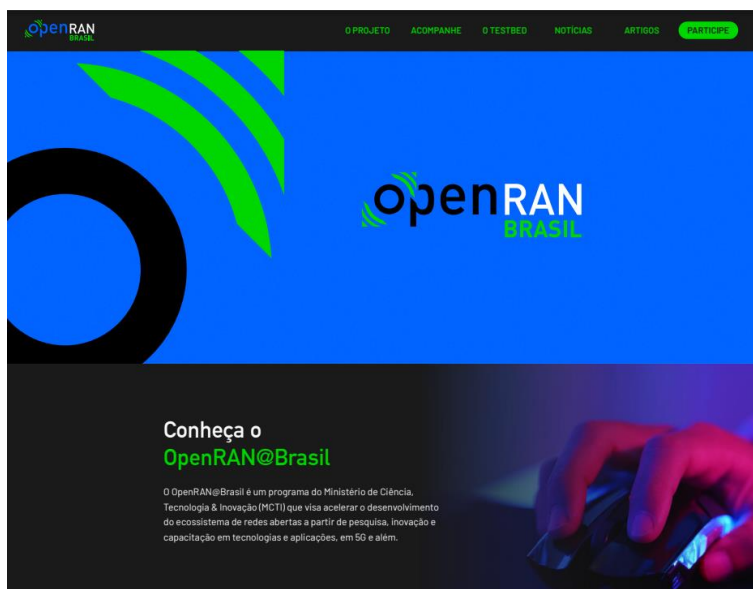 openRAN
BRASIL
O PROJETO
ACOMPANHE
O TESTBED
NOTÍCIAS
ARTIGOS
PARTICIPE
openRAN
BRASIL
Conheça o
OpenRAN@Brasil
O OpenRAN@Brasil é um programa do Ministério de Ciência,
Tecnologia & Inovação (MCTI) que visa acelerar o desenvolvimento
do ecossistema de redes abertas a partir de pesquisa, inovação e
capacitação em tecnologias e aplicações, em 5G e além.